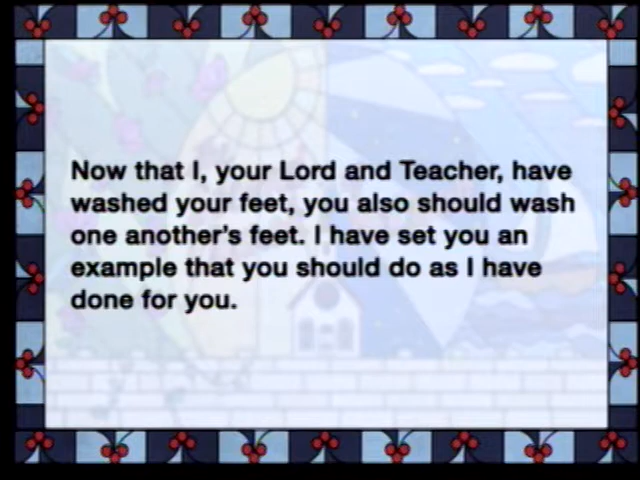 Now that I, your Lord and Teacher, have
washed your feet, you also should wash
one another's feet. I have set you an
example that you should do as I have
done for you.